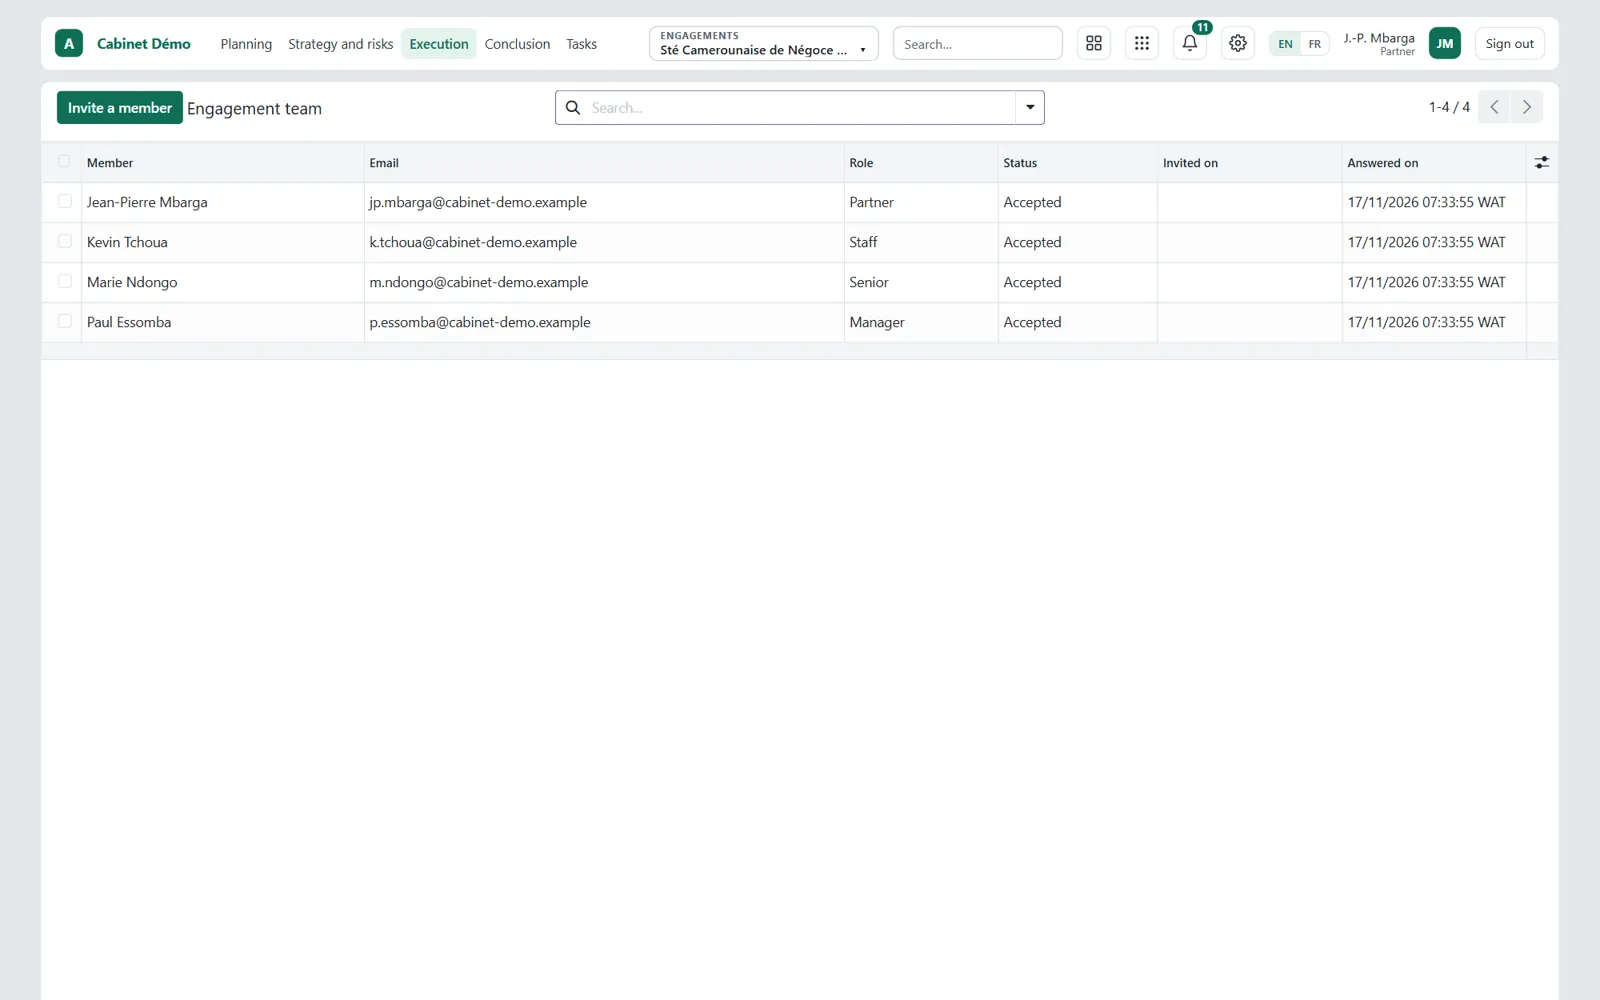 A Cabinet Démo Planning Strategy and risks Execution Conclusion Tasks ENGAGEMENTS Sté Camerounaise de Négoce ... Search... 11 EN FR J.-P. Mbarga Partner JM Sign out
Invite a member Engagement team Search... 1-4 / 4
Member Email Role Status Invited on Answered on
Jean-Pierre Mbarga jp.mbarga@cabinet-demo.example Partner Accepted 17/11/2026 07:33:55 WAT
Kevin Tchoua k.tchoua@cabinet-demo.example Staff Accepted 17/11/2026 07:33:55 WAT
Marie Ndongo m.ndongo@cabinet-demo.example Senior Accepted 17/11/2026 07:33:55 WAT
Paul Essomba p.essomba@cabinet-demo.example Manager Accepted 17/11/2026 07:33:55 WAT